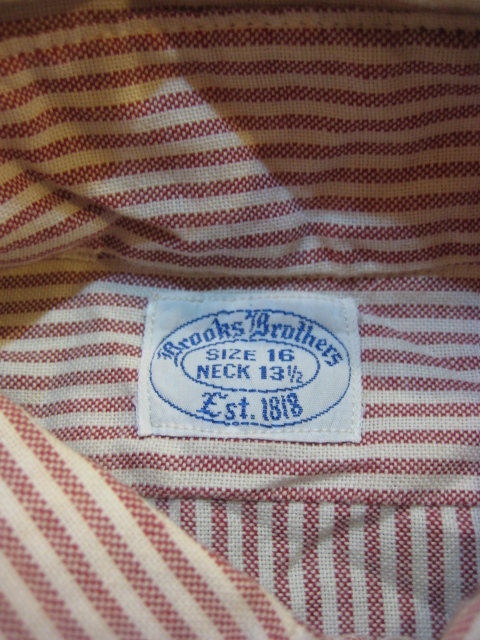 Brooks Brothers
SIZE 16
NECK 13½
Est. 1818